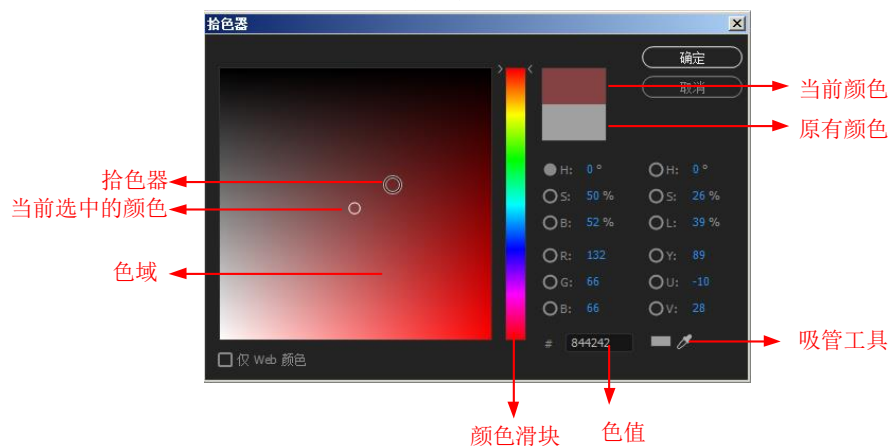 拾色器
确定
取消
当前颜色
原有颜色
拾色器
当前选中的颜色
色域
H: 0 °
H: 0 °
S: 50 %
S: 26 %
B: 52 %
L: 39 %
R: 132
Y: 89
G: 66
U: -10
B: 66
V: 28
# 844242
吸管工具
仅 Web 颜色
颜色滑块
色值